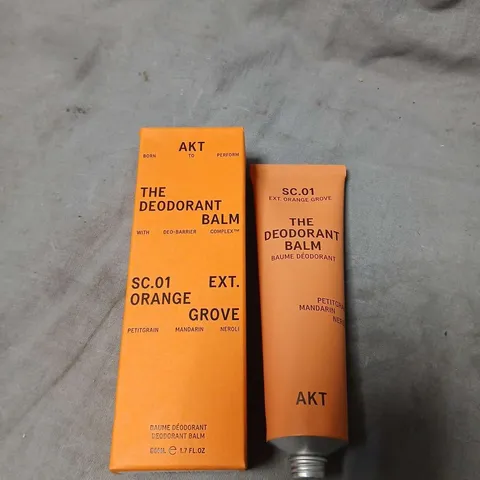 AKT
BORN TO PERFORM
THE
DEODORANT
BALM
WITH DEO-BARRIER COMPLEX™
SC.01 EXT.
ORANGE
GROVE
PETITGRAIN MANDARIN NEROLI
BAUME DÉODORANT
DEODORANT BALM
℮ 1.7 FL.OZ
SC.01
EXT. ORANGE GROVE
THE
DEODORANT
BALM
BAUME DÉODORANT
MANDARIN
AKT